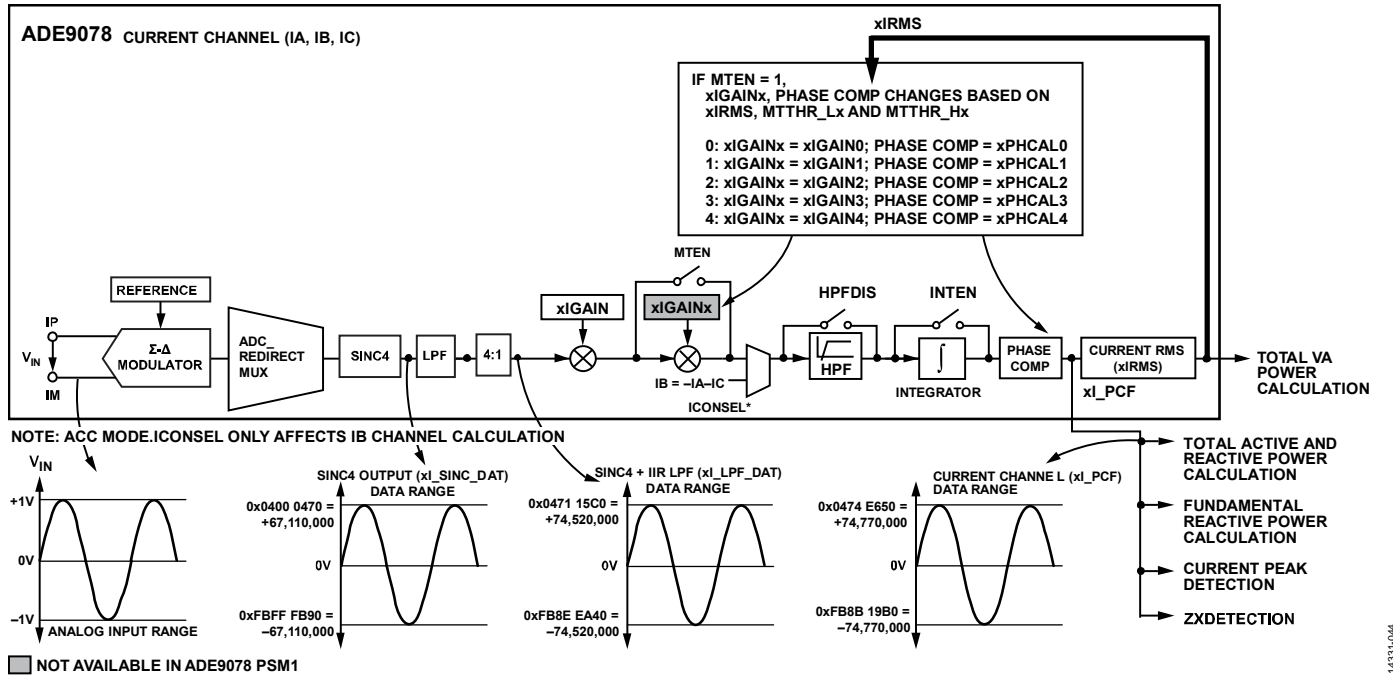 ADE9078 CURRENT CHANNEL (IA, IB, IC)
xIRMS
IF MTEN = 1,
xIGAINx, PHASE COMP CHANGES BASED ON
xIRMS, MTTHR_Lx AND MTTHR_Hx
0: xIGAINx = xIGAIN0; PHASE COMP = xPHCAL0
1: xIGAINx = xIGAIN1; PHASE COMP = xPHCAL1
2: xIGAINx = xIGAIN2; PHASE COMP = xPHCAL2
3: xIGAINx = xIGAIN3; PHASE COMP = xPHCAL3
4: xIGAINx = xIGAIN4; PHASE COMP = xPHCAL4
MTEN
REFERENCE
xIGAIN
xIGAINx
HPFDIS
INTEN
IP
VIN
IM
Σ-Δ
MODULATOR
ADC_
REDIRECT
MUX
SINC4
LPF
4:1
IB = –IA–IC
ICONSEL*
HPF
∫
INTEGRATOR
PHASE
COMP
CURRENT RMS
(xIRMS)
xI_PCF
TOTAL VA
POWER
CALCULATION
NOTE: ACC MODE.ICONSEL ONLY AFFECTS IB CHANNEL CALCULATION
VIN
+1V
0V
–1V
ANALOG INPUT RANGE
SINC4 OUTPUT (xI_SINC_DAT)
DATA RANGE
0x0400 0470 =
+67,110,000
0V
0xFBFF FB90 =
–67,110,000
SINC4 + IIR LPF (xI_LPF_DAT)
DATA RANGE
0x0471 15C0 =
+74,520,000
0V
0xFB8E EA40 =
–74,520,000
CURRENT CHANNE L (xI_PCF)
DATA RANGE
0x0474 E650 =
+74,770,000
0V
0xFB8B 19B0 =
–74,770,000
TOTAL ACTIVE AND
REACTIVE POWER
CALCULATION
FUNDAMENTAL
REACTIVE POWER
CALCULATION
CURRENT PEAK
DETECTION
ZXDETECTION
NOT AVAILABLE IN ADE9078 PSM1
14331-044